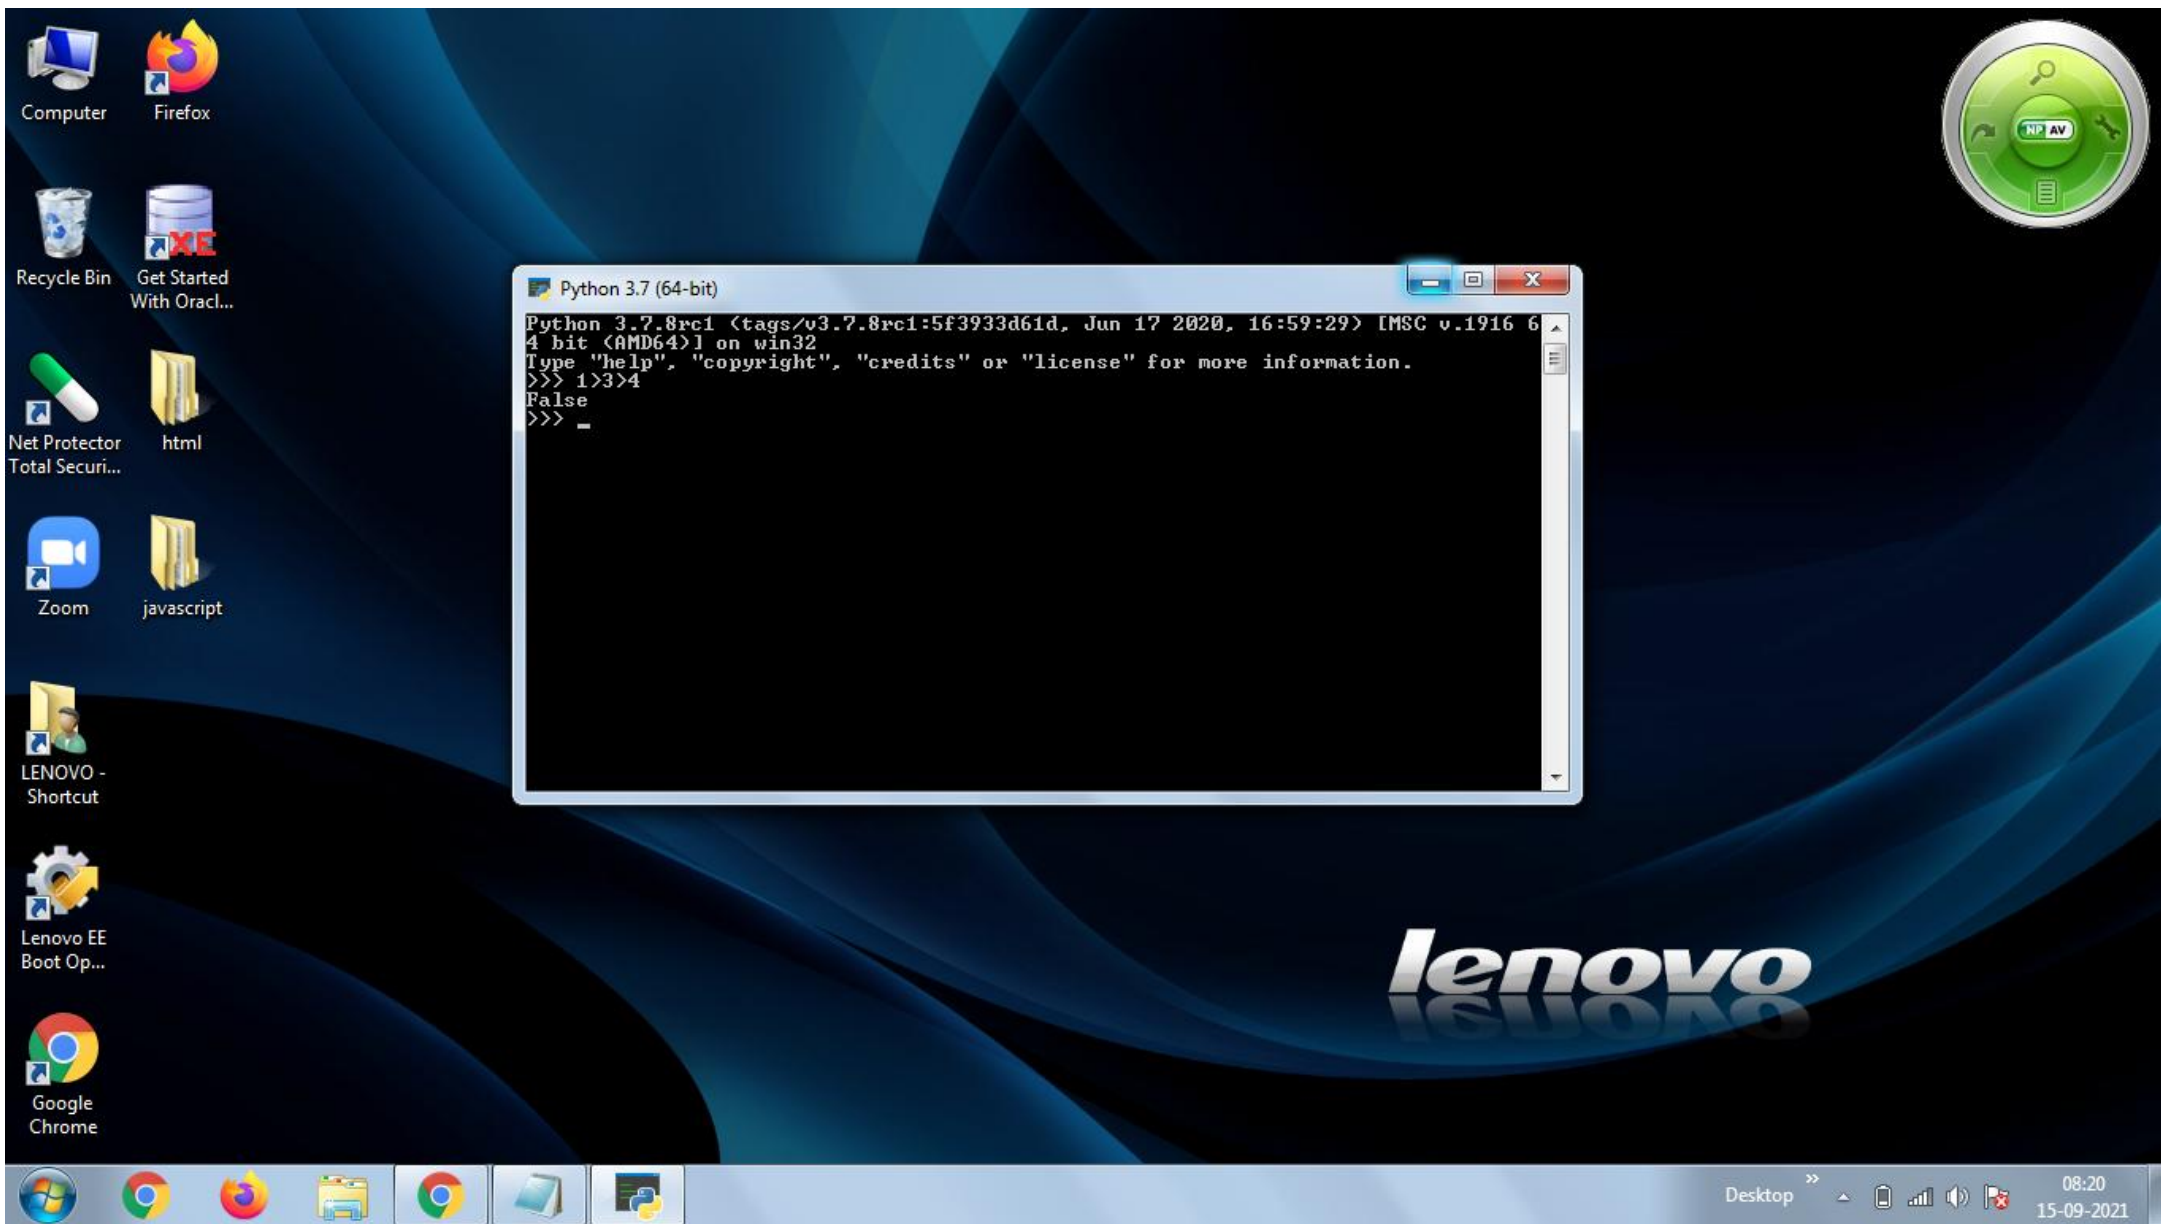 Computer
Firefox
Recycle Bin
Get Started
With Oracl...
XE
Net Protector
Total Securi...
html
Zoom
javascript
LENOVO -
Shortcut
Lenovo EE
Boot Op...
Google
Chrome
NP AV
Python 3.7 (64-bit)
Python 3.7.8rc1 (tags/v3.7.8rc1:5f3933d61d, Jun 17 2020, 16:59:29) [MSC v.1916 6
4 bit (AMD64)] on win32
Type "help", "copyright", "credits" or "license" for more information.
>>> 1>3>4
False
>>> _
lenovo
Desktop
08:20
15-09-2021